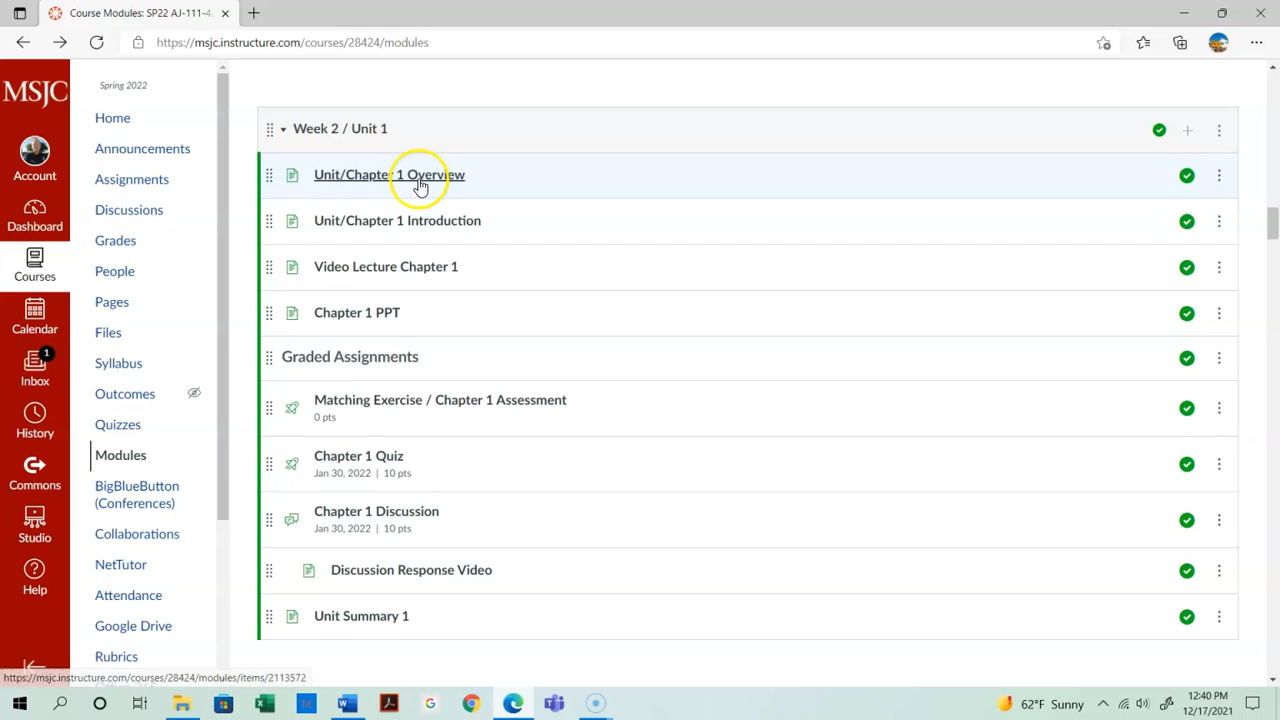 Course Modules: SP22 AJ-111-4
https://msjc.instructure.com/courses/28424/modules
MSJC
Account
Dashboard
Courses
Calendar
1
Inbox
History
Commons
Studio
Help
Spring 2022
Home
Announcements
Assignments
Discussions
Grades
People
Pages
Files
Syllabus
Outcomes
Quizzes
Modules
BigBlueButton
(Conferences)
Collaborations
NetTutor
Attendance
Google Drive
Rubrics
Week 2 / Unit 1
Unit/Chapter 1 Overview
Unit/Chapter 1 Introduction
Video Lecture Chapter 1
Chapter 1 PPT
Graded Assignments
Matching Exercise / Chapter 1 Assessment
0 pts
Chapter 1 Quiz
Jan 30, 2022 | 10 pts
Chapter 1 Discussion
Jan 30, 2022 | 10 pts
Discussion Response Video
Unit Summary 1
https://msjc.instructure.com/courses/28424/modules/items/2113572
62°F Sunny
12:40 PM
12/17/2021